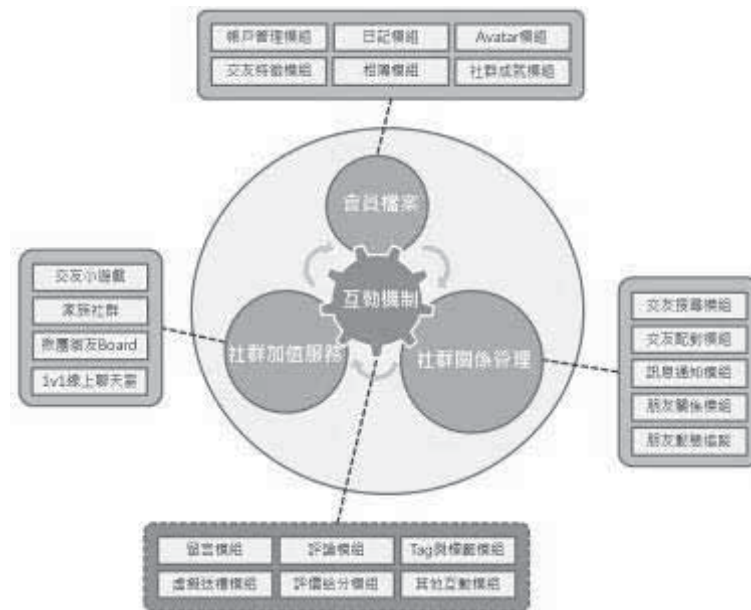 帳戶管理模組 日記模組 Avatar模組
交友特徵模組 相簿模組 社群成就模組
會員檔案
互動機制
社群加值服務 社群關係管理
交友小遊戲
家族社群
揪團徵友Board
1v1線上聊天室
交友搜尋模組
交友配對模組
訊息通知模組
朋友關係模組
朋友動態追蹤
留言模組 評論模組 Tag與標籤模組
虛擬送禮模組 評價給分模組 其他互動模組